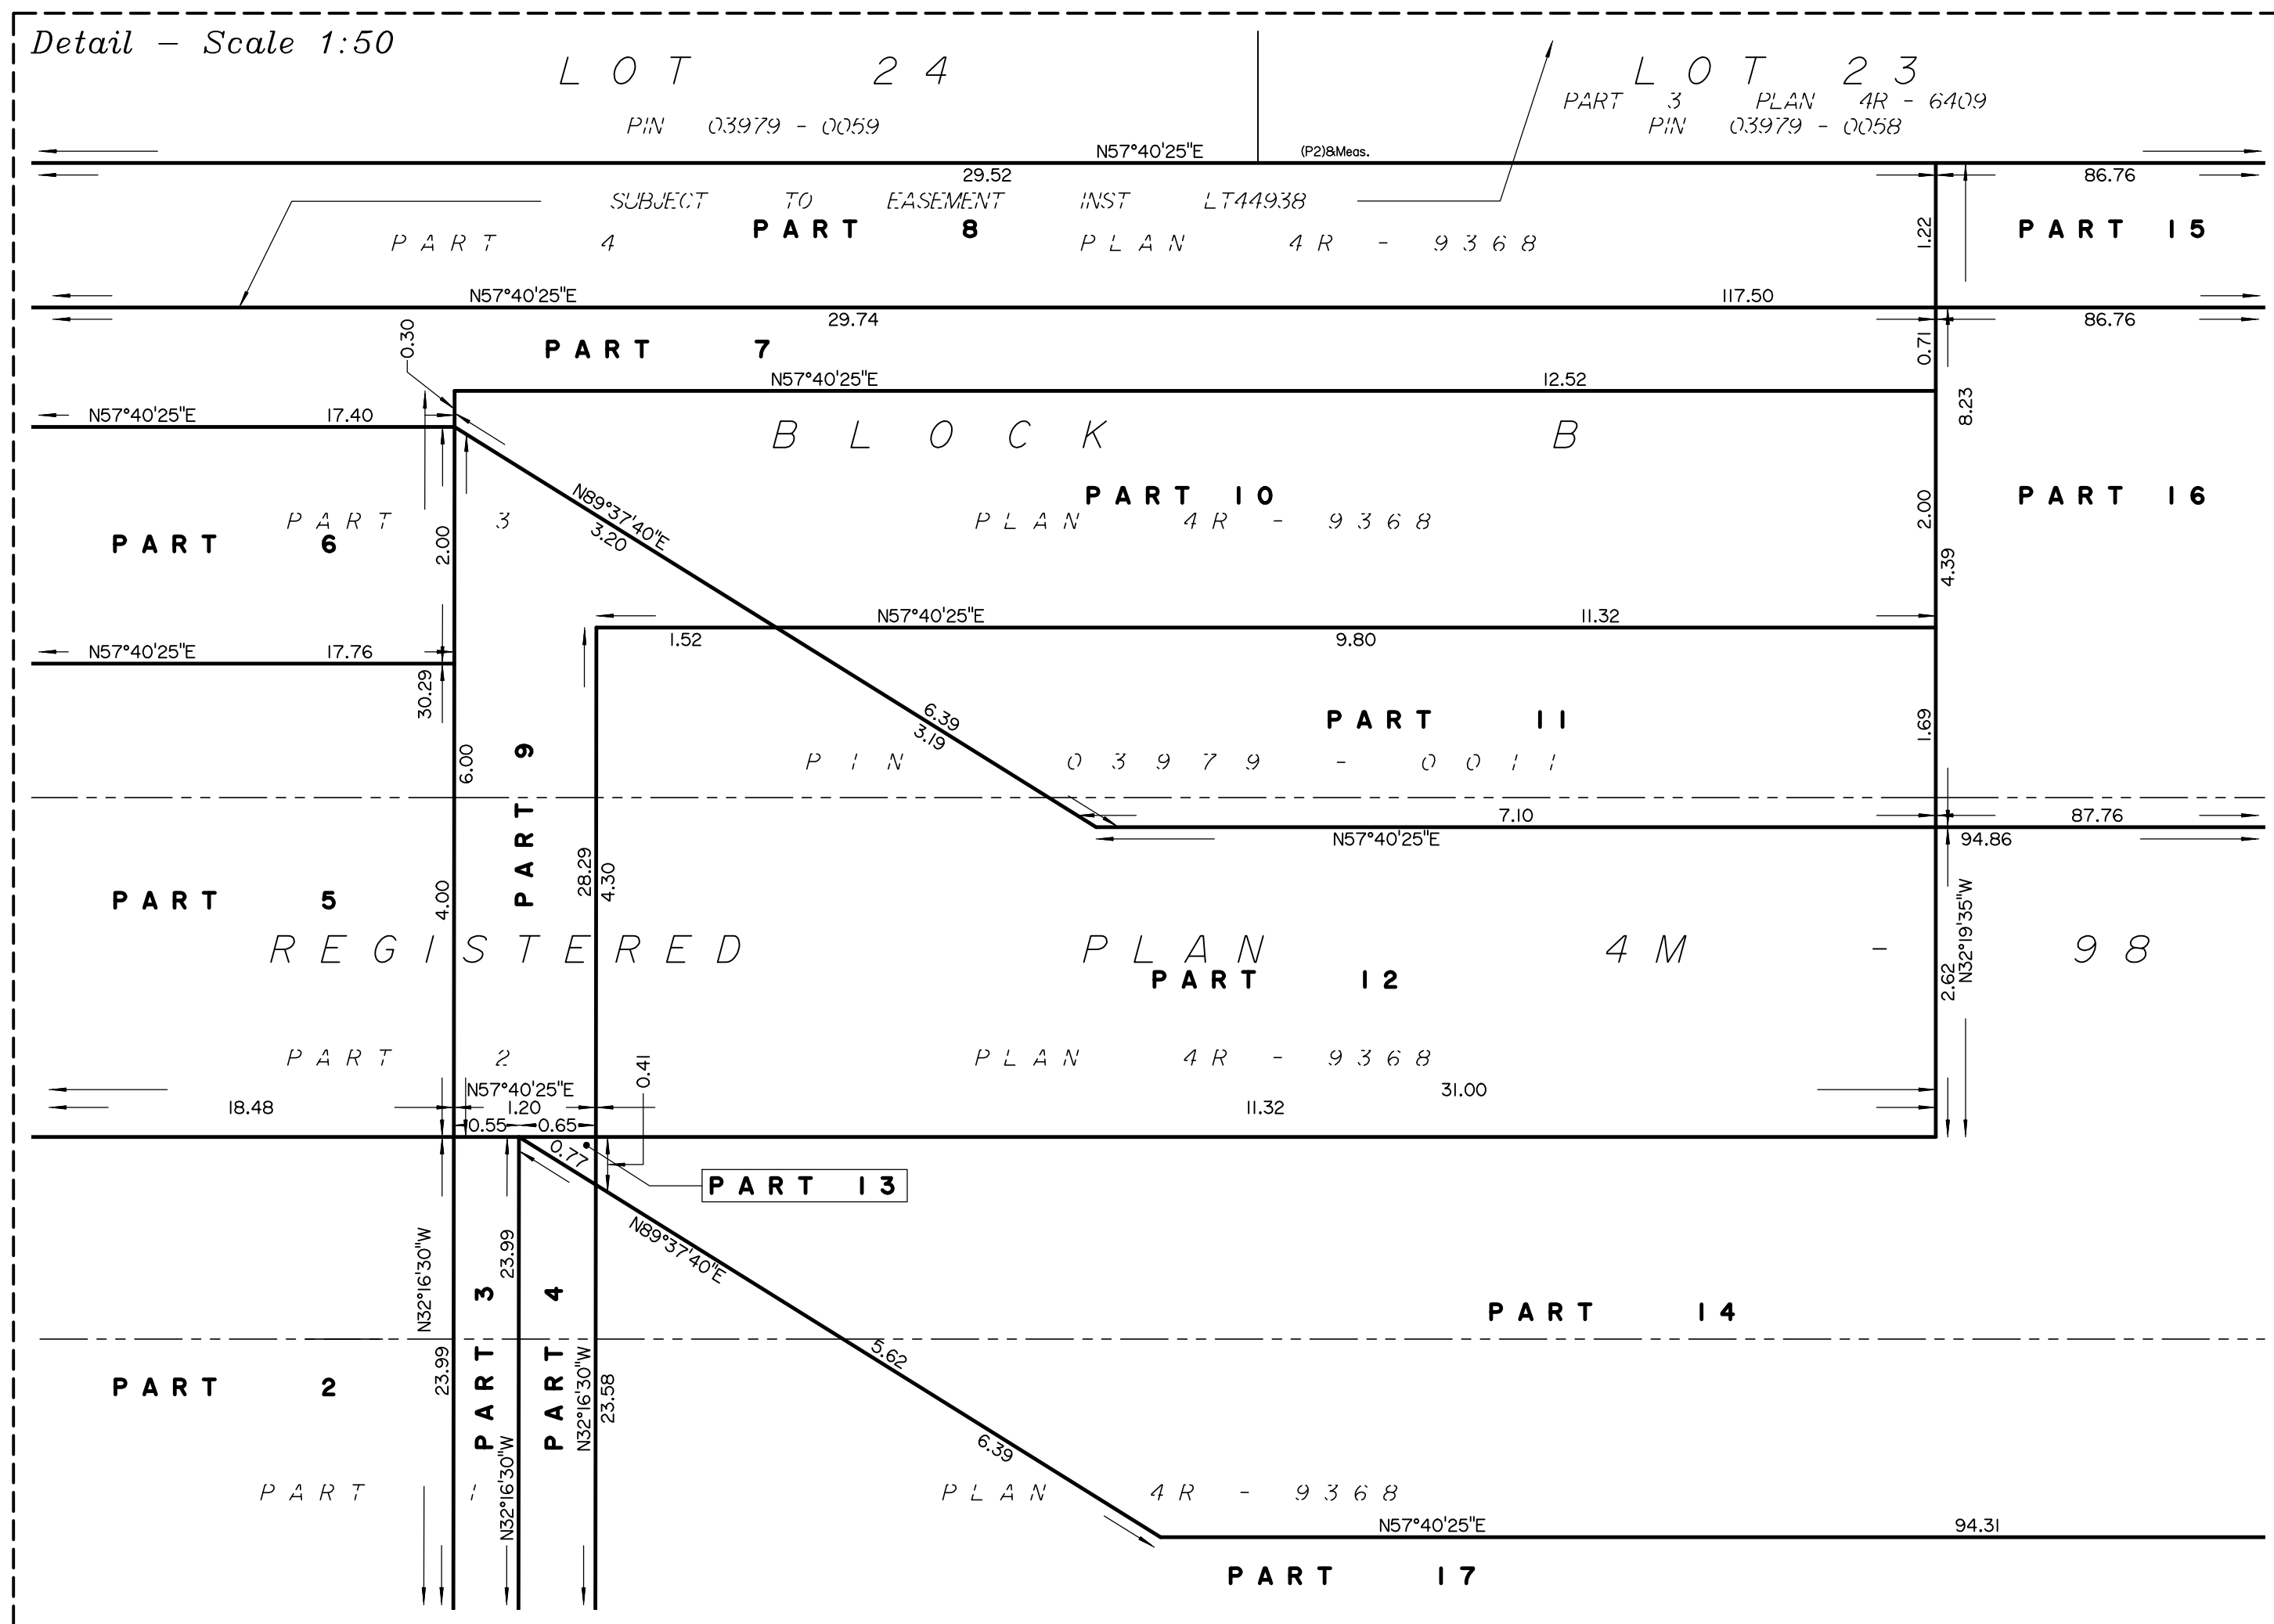 Detail – Scale 1:50
LOT 24
LOT 23
PART 3 PLAN 4R - 6409
PIN 03979 - 0059
PIN 03979 - 0058
N57°40'25"E (P2)&Meas.
29.52
86.76
SUBJECT TO EASEMENT INST LT44938
1.22
PART 8
PART 15
PART 4 PLAN 4R - 9368
N57°40'25"E 117.50
29.74
86.76
0.30
0.71
PART 7
N57°40'25"E 12.52
8.23
N57°40'25"E 17.40
BLOCK B
N89°37'40"E
3.20
PART 10
PART 16
2.00
PART 3 PLAN 4R - 9368
PART 6
2.00
4.39
N57°40'25"E 11.32
1.52
9.80
N57°40'25"E 17.76
30.29
6.39
3.19
PART 11
1.69
PART 9
6.00
PIN 03979 - 0011
7.10
87.76
N57°40'25"E
94.86
28.29
4.30
4.00
PART 5
REGISTERED PLAN 4M - 98
N32°19'35"W
2.62
PART 12
PART 2 PLAN 4R - 9368
0.41
N57°40'25"E
31.00
18.48
1.20
11.32
0.55
0.65
0.77
PART 13
N32°16'30"W
23.99
N89°37'40"E
PART 3
PART 4
PART 14
23.99
N32°16'30"W
23.58
5.62
PART 2
N32°16'30"W
6.39
PART 1 PLAN 4R - 9368
N57°40'25"E 94.31
PART 17